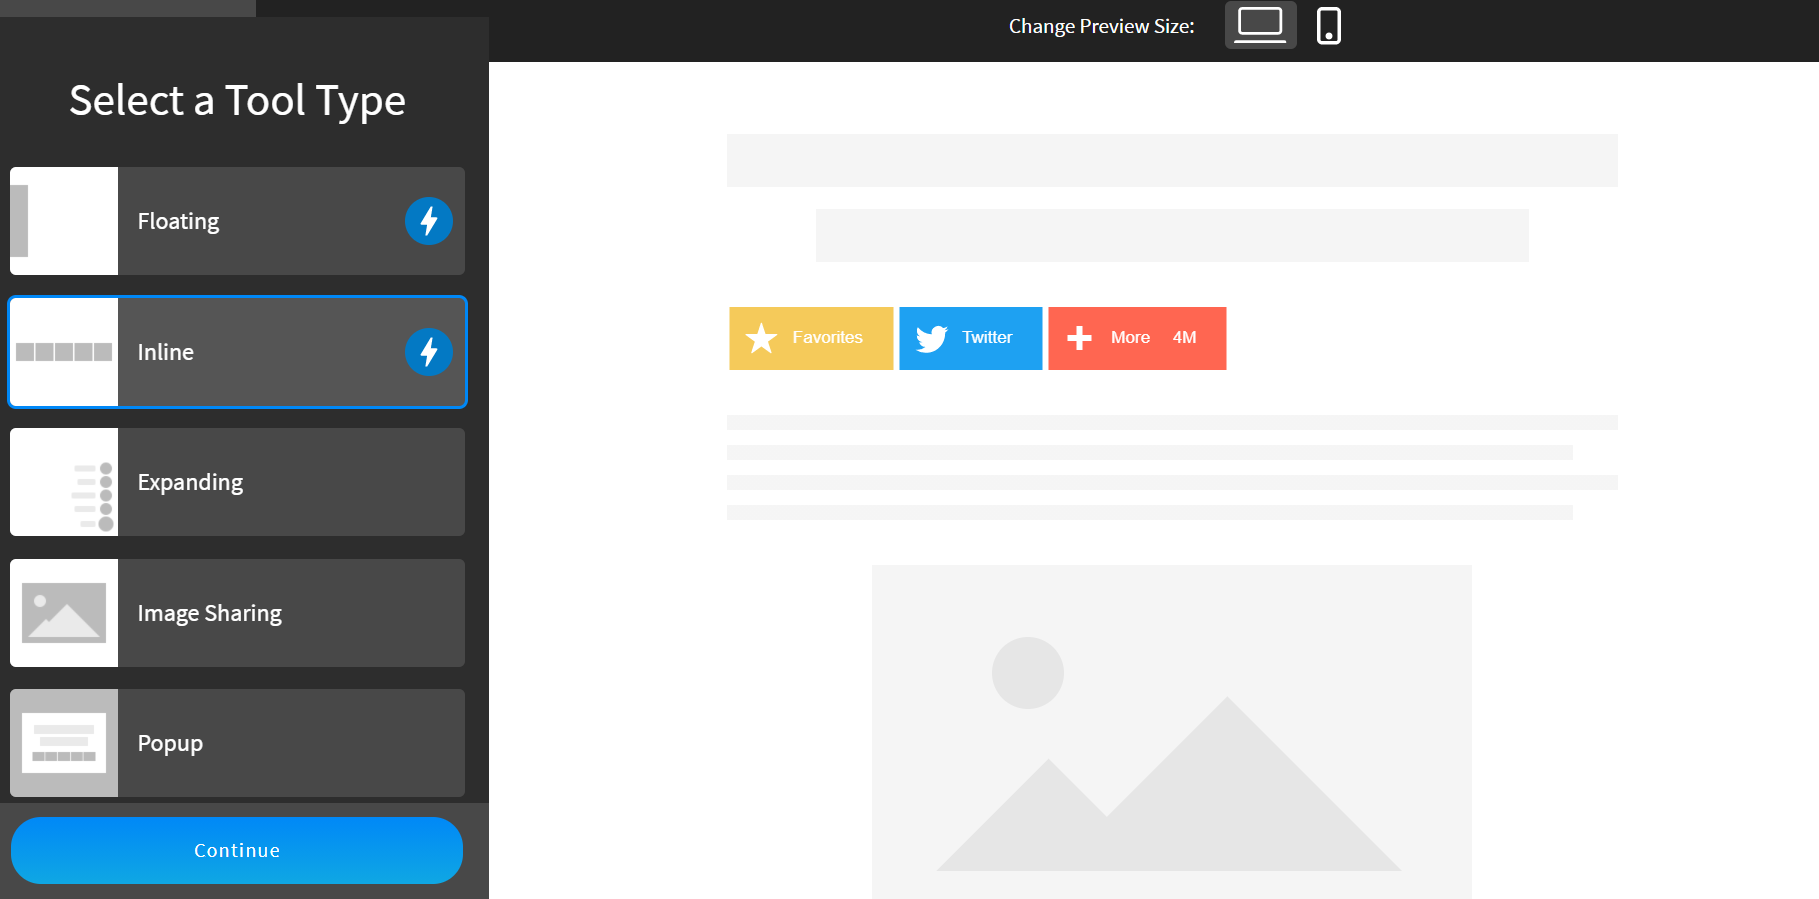 Change Preview Size:
Select a Tool Type
Floating
Inline
Expanding
Image Sharing
Popup
Continue
Favorites
Twitter
More 4M